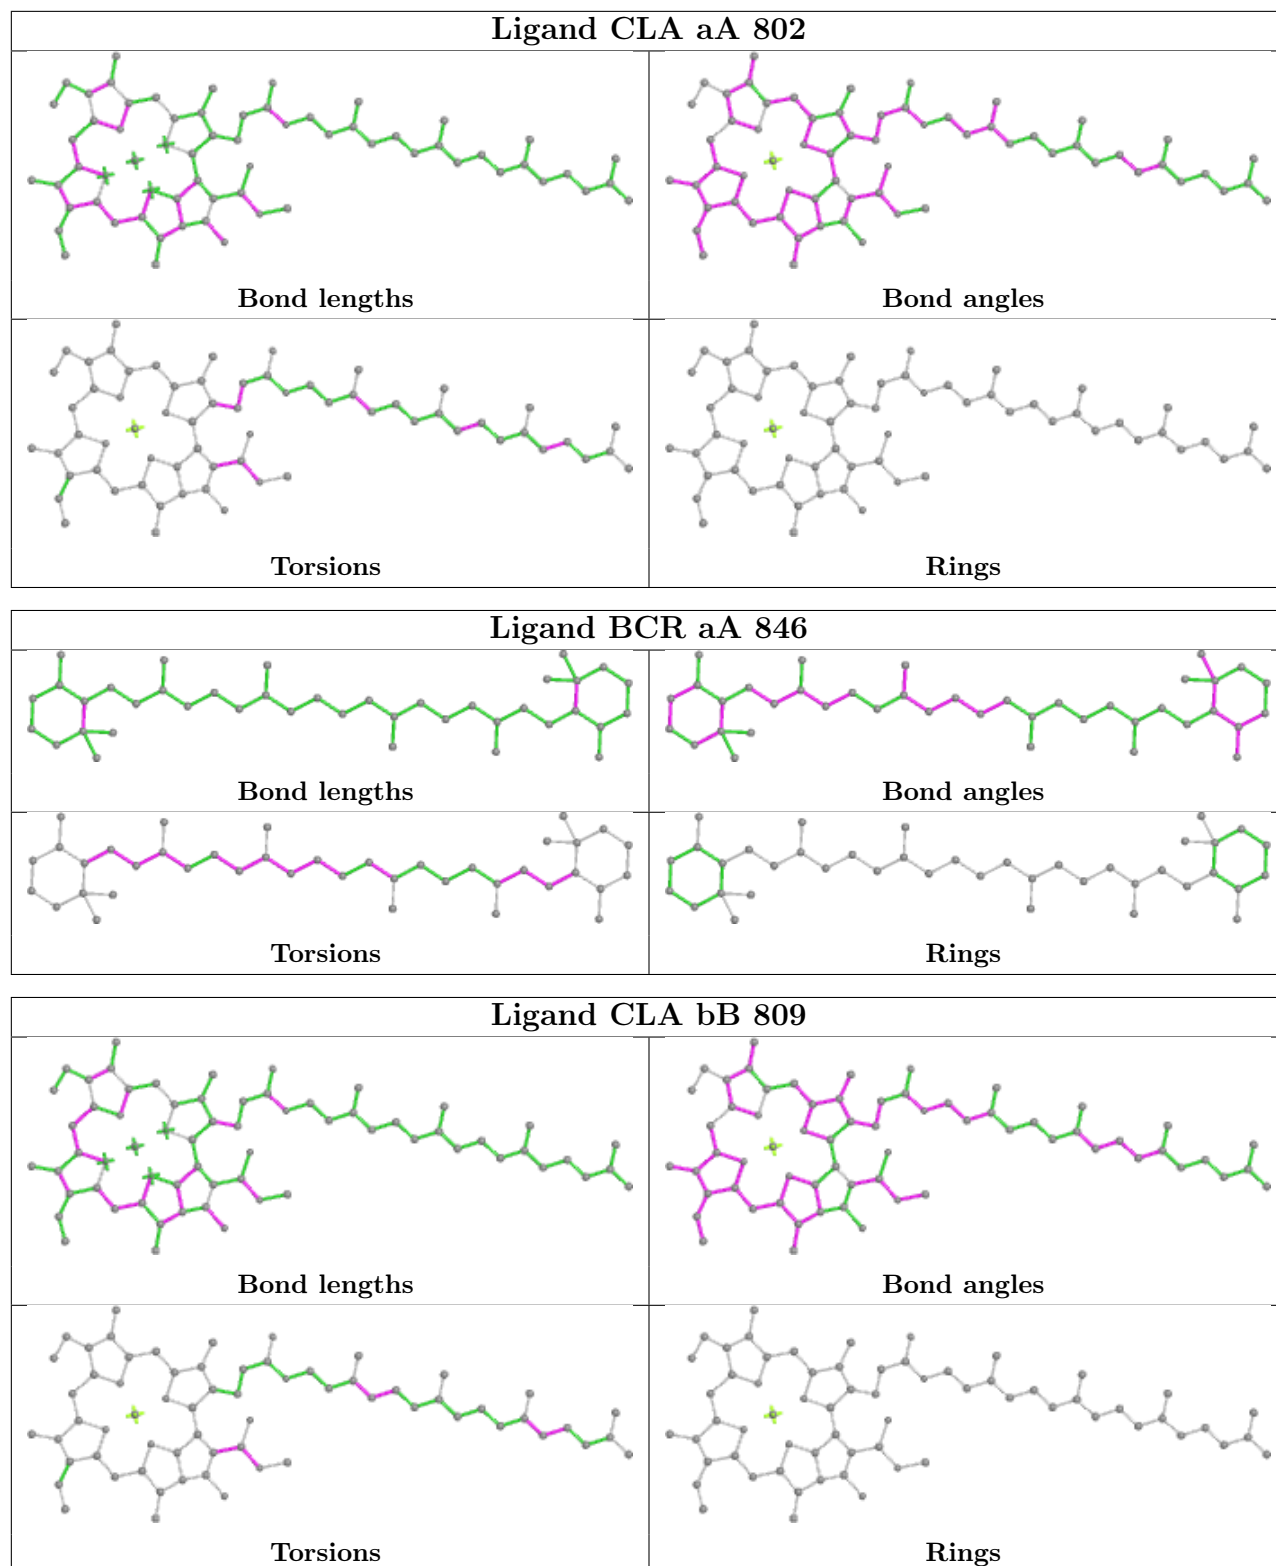 Ligand CLA aA 802
Bond lengths
Bond angles
Torsions
Rings
Ligand BCR aA 846
Bond lengths
Bond angles
Torsions
Rings
Ligand CLA bB 809
Bond lengths
Bond angles
Torsions
Rings